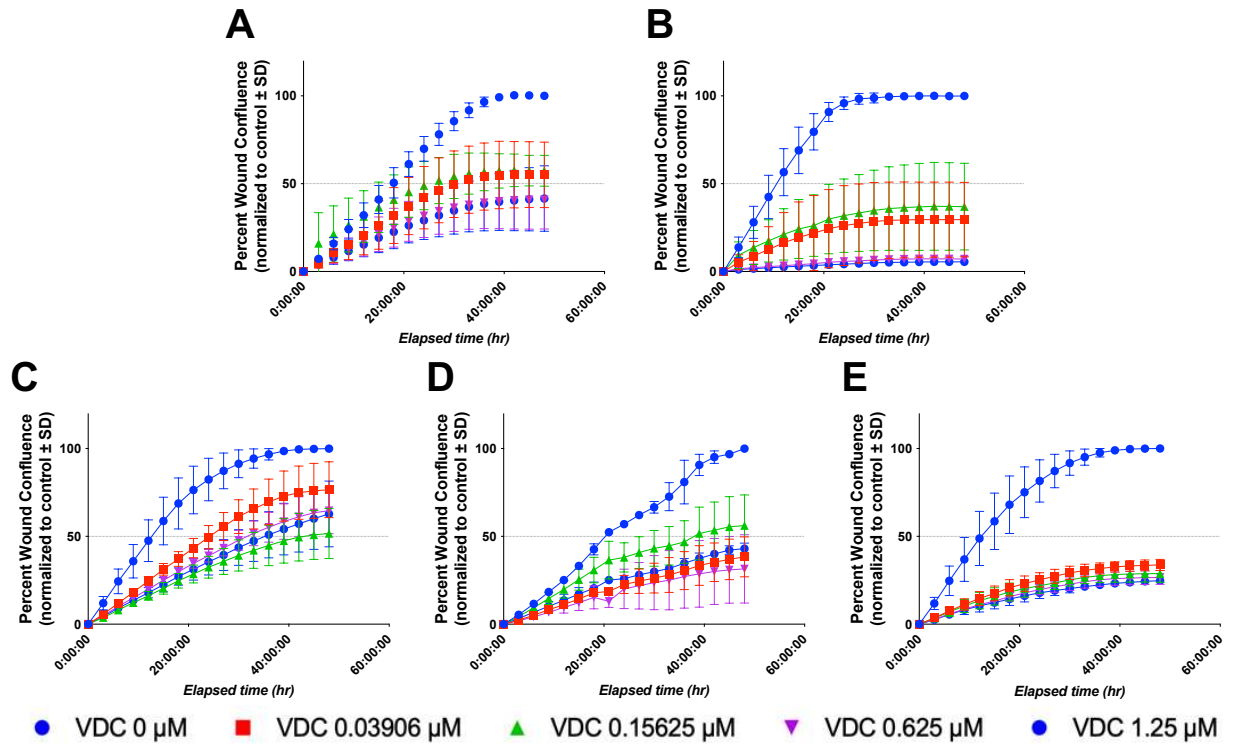 A
Percent Wound Confluence
(normalized to control ± SD)
100
50
0
0:00:00
20:00:00
40:00:00
60:00:00
Elapsed time (hr)
B
Percent Wound Confluence
(normalized to control ± SD)
100
50
0
0:00:00
20:00:00
40:00:00
60:00:00
Elapsed time (hr)
C
Percent Wound Confluence
(normalized to control ± SD)
100
50
0
0:00:00
20:00:00
40:00:00
60:00:00
Elapsed time (hr)
D
Percent Wound Confluence
(normalized to control ± SD)
100
50
0
0:00:00
20:00:00
40:00:00
60:00:00
Elapsed time (hr)
E
Percent Wound Confluence
(normalized to control ± SD)
100
50
0
0:00:00
20:00:00
40:00:00
60:00:00
Elapsed time (hr)
VDC 0 µM VDC 0.03906 µM VDC 0.15625 µM VDC 0.625 µM VDC 1.25 µM